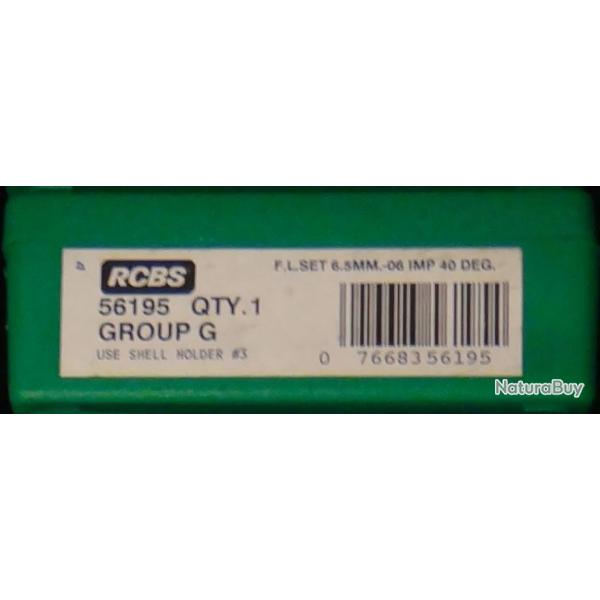 RCBS
F.L.SET 6.5MM.-06 IMP 40 DEG.
56195 QTY.1
GROUP G
USE SHELL HOLDER #3
0 7668356195
NaturaBuy